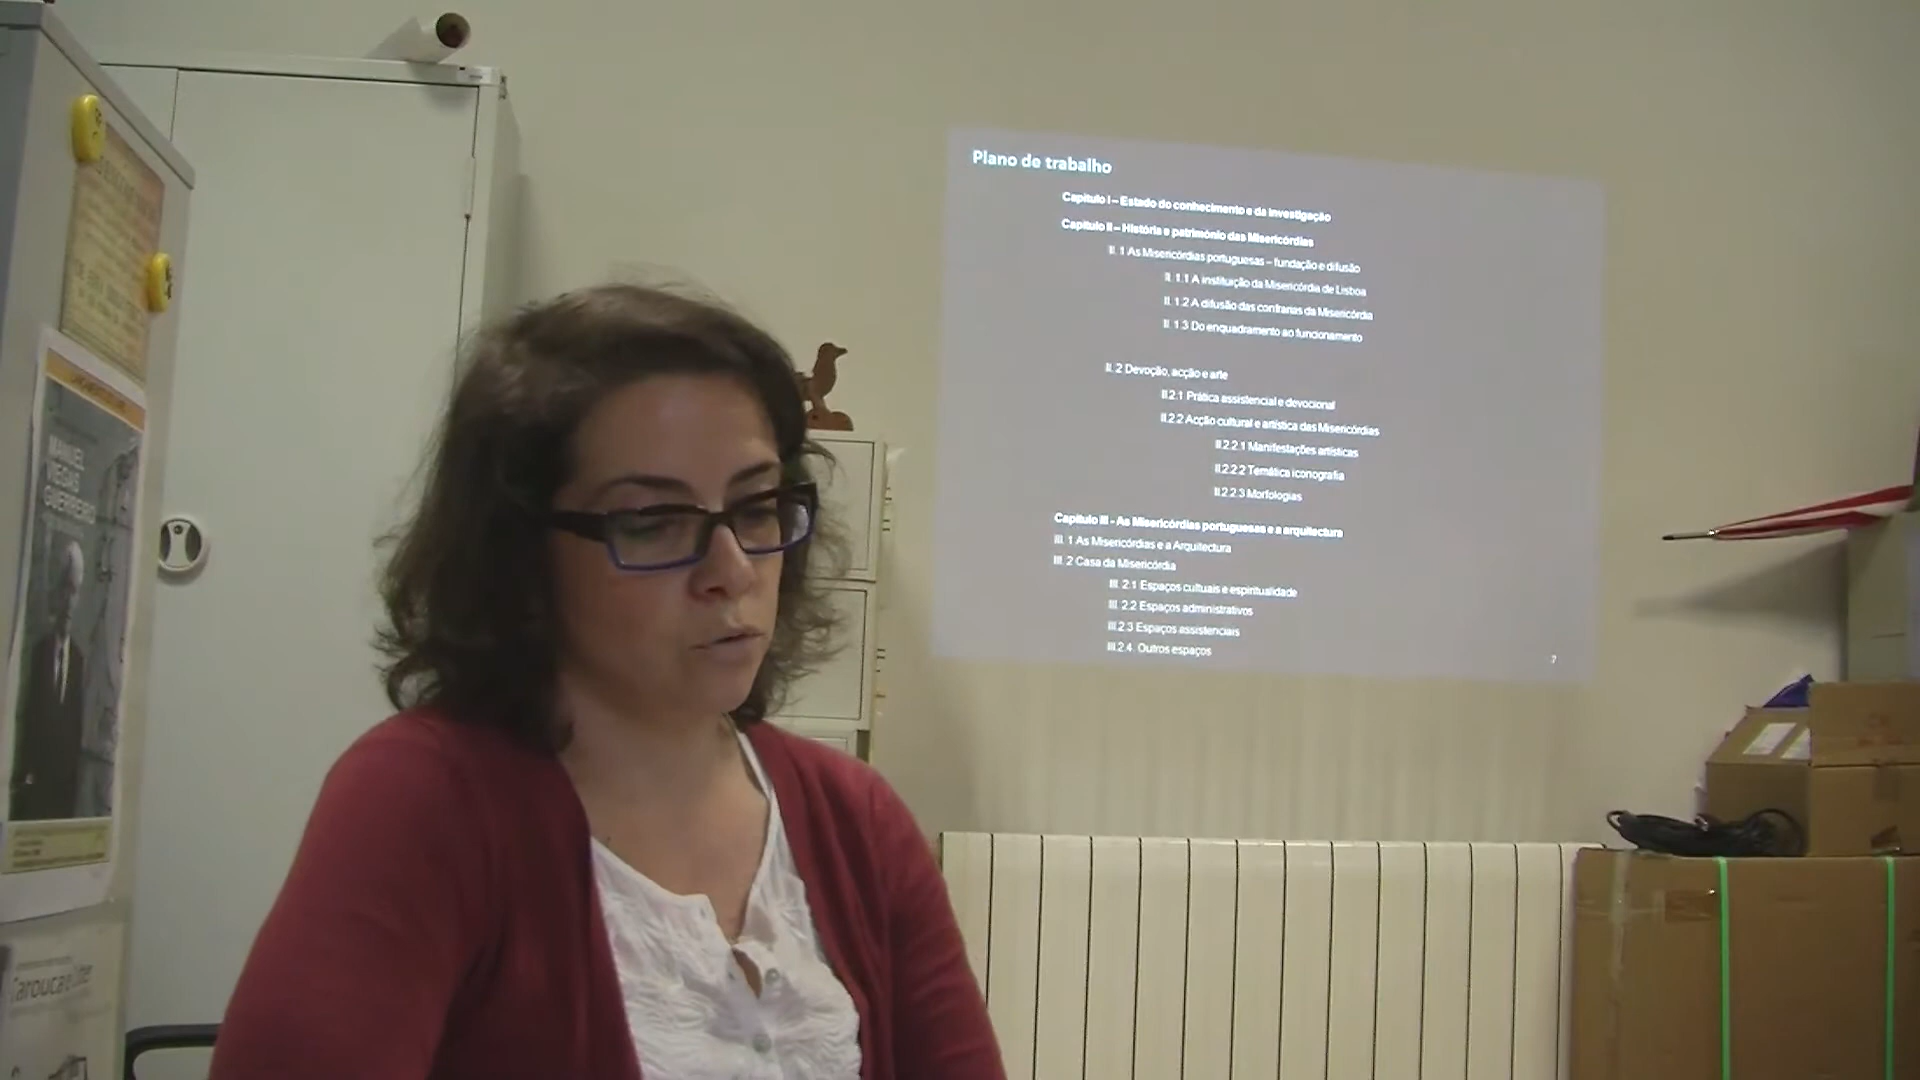 Plano de trabalho
Capítulo I – Estado do conhecimento e da investigação
Capítulo II – História e património das Misericórdias
II. 1 As Misericórdias portuguesas – fundação e difusão
II. 1.1 A instituição da Misericórdia de Lisboa
II. 1.2 A difusão das confrarias da Misericórdia
II. 1.3 Do enquadramento ao funcionamento
II. 2 Devoção, acção e arte
II.2.1 Prática assistencial e devocional
II.2.2 Acção cultural e artística das Misericórdias
II.2.2.1 Manifestações artísticas
II.2.2.2 Temática iconografia
II.2.2.3 Morfologias
Capítulo III - As Misericórdias portuguesas e a arquitectura
III. 1 As Misericórdias e a Arquitectura
III. 2 Casa da Misericórdia
III. 2.1 Espaços cultuais e espiritualidade
III. 2.2 Espaços administrativos
III.2.3 Espaços assistenciais
III.2.4. Outros espaços
7
MANUEL
VIEGAS
GUERREIRO